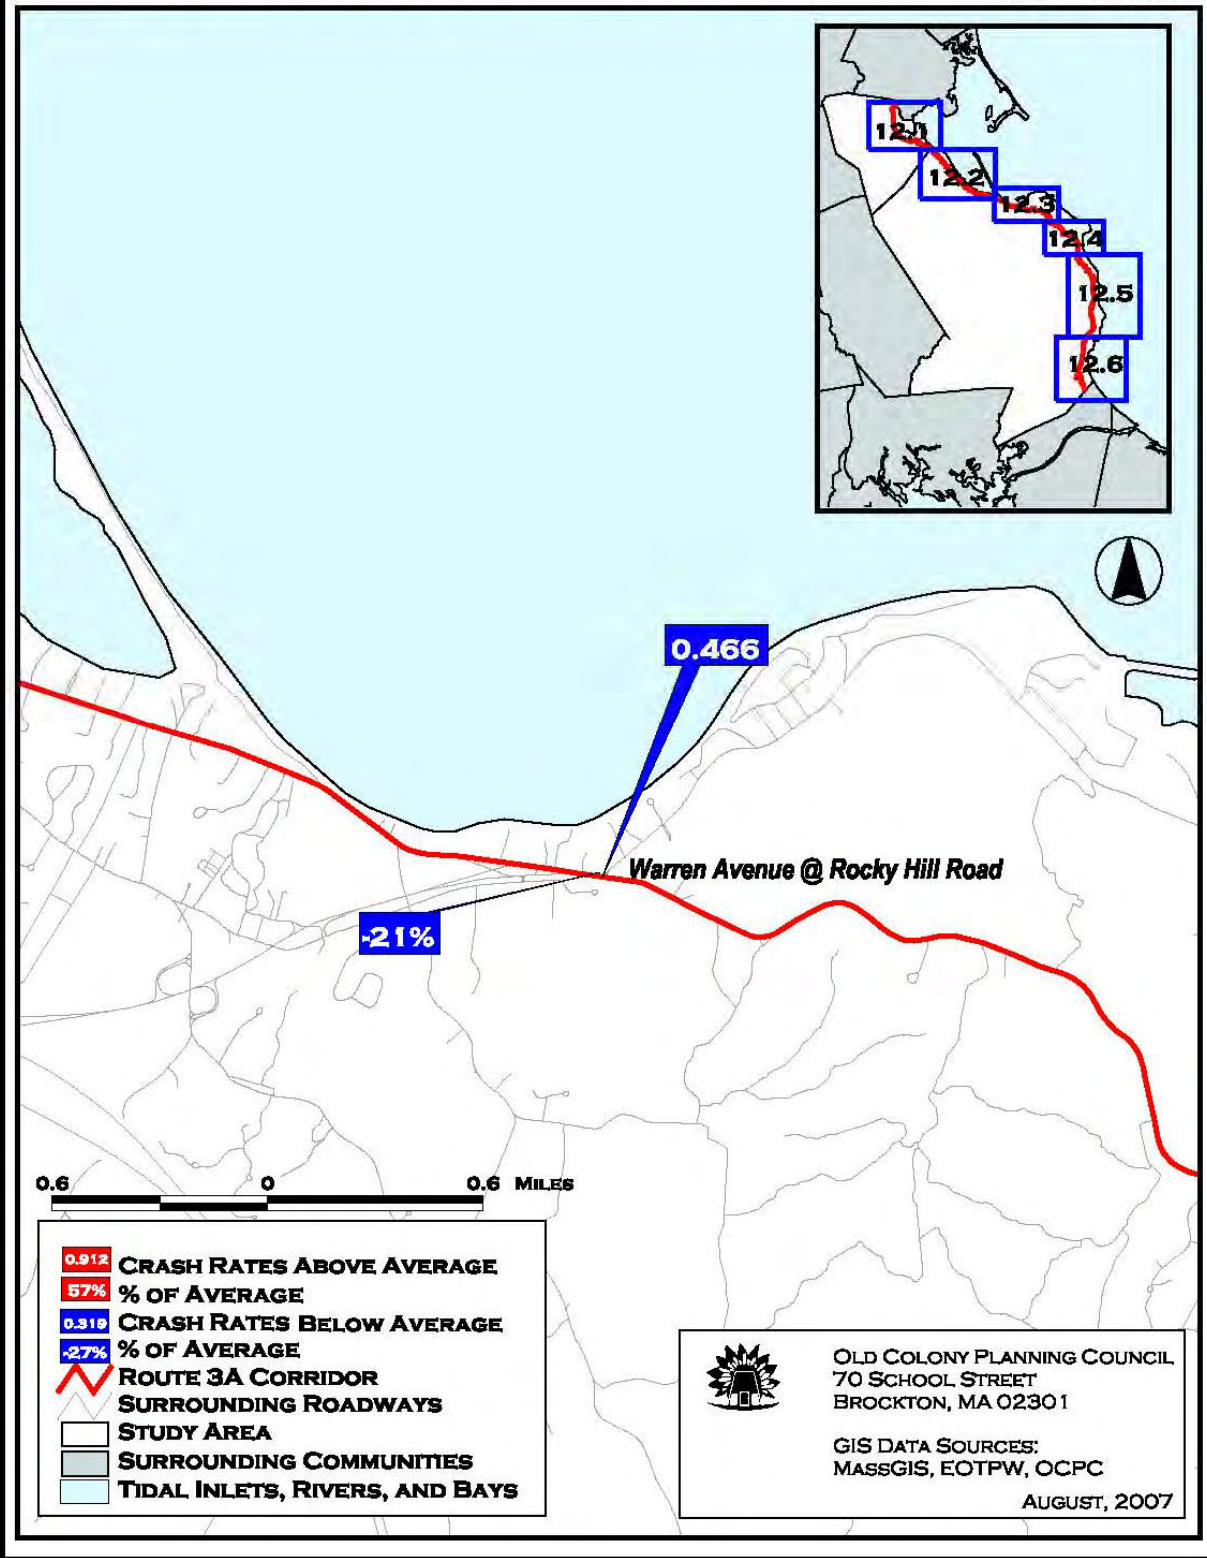 12.1
12.2
12.3
12.4
12.5
12.6
0.466
Warren Avenue @ Rocky Hill Road
-21%
0.6 0 0.6 MILES
0.912 CRASH RATES ABOVE AVERAGE
57% % OF AVERAGE
0.319 CRASH RATES BELOW AVERAGE
-27% % OF AVERAGE
ROUTE 3A CORRIDOR
SURROUNDING ROADWAYS
STUDY AREA
SURROUNDING COMMUNITIES
TIDAL INLETS, RIVERS, AND BAYS
OLD COLONY PLANNING COUNCIL
70 SCHOOL STREET
BROCKTON, MA 02301
GIS DATA SOURCES:
MASSGIS, EOTPW, OCPC
AUGUST, 2007